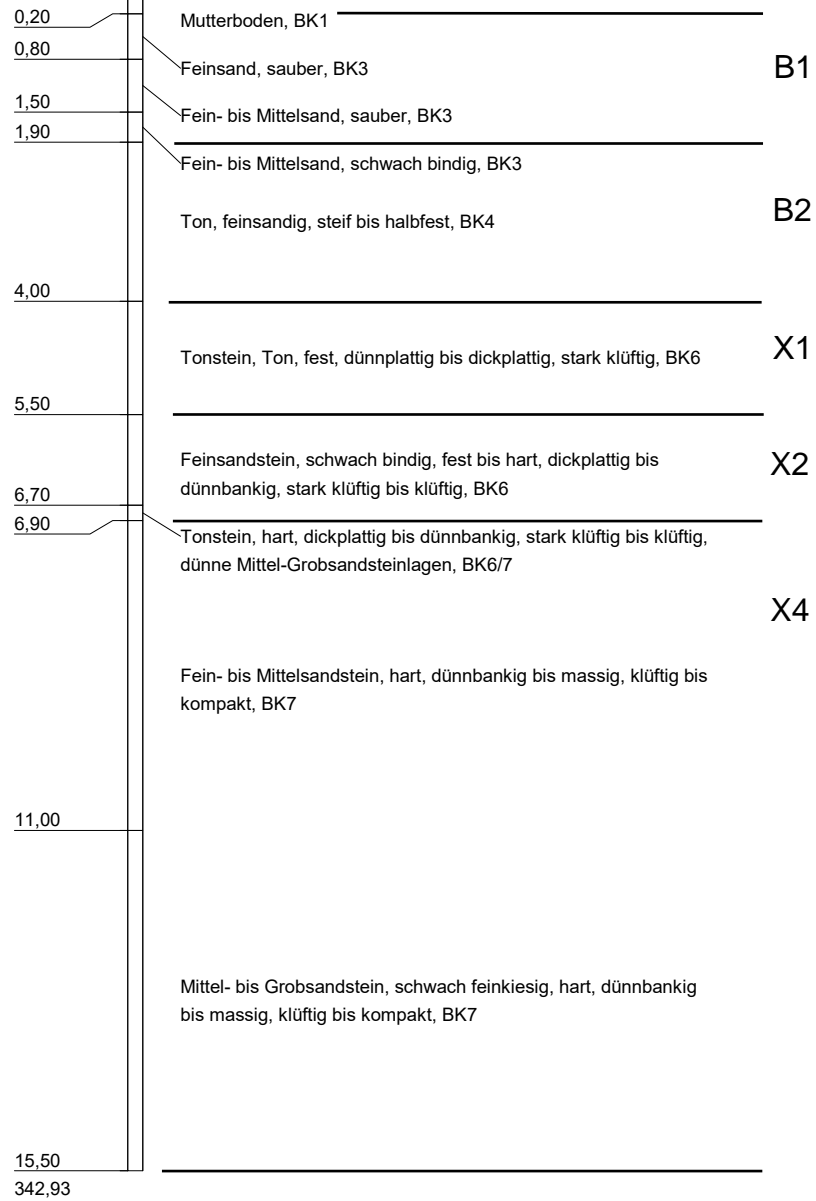 0,20
Mutterboden, BK1
0,80
Feinsand, sauber, BK3
B1
1,50
Fein- bis Mittelsand, sauber, BK3
1,90
Fein- bis Mittelsand, schwach bindig, BK3
B2
Ton, feinsandig, steif bis halbfest, BK4
4,00
X1
Tonstein, Ton, fest, dünnplattig bis dickplattig, stark klüftig, BK6
5,50
Feinsandstein, schwach bindig, fest bis hart, dickplattig bis
X2
dünnbankig, stark klüftig bis klüftig, BK6
6,70
6,90
Tonstein, hart, dickplattig bis dünnbankig, stark klüftig bis klüftig,
dünne Mittel-Grobsandsteinlagen, BK6/7
X4
Fein- bis Mittelsandstein, hart, dünnbankig bis massig, klüftig bis
kompakt, BK7
11,00
Mittel- bis Grobsandstein, schwach feinkiesig, hart, dünnbankig
bis massig, klüftig bis kompakt, BK7
15,50
342,93